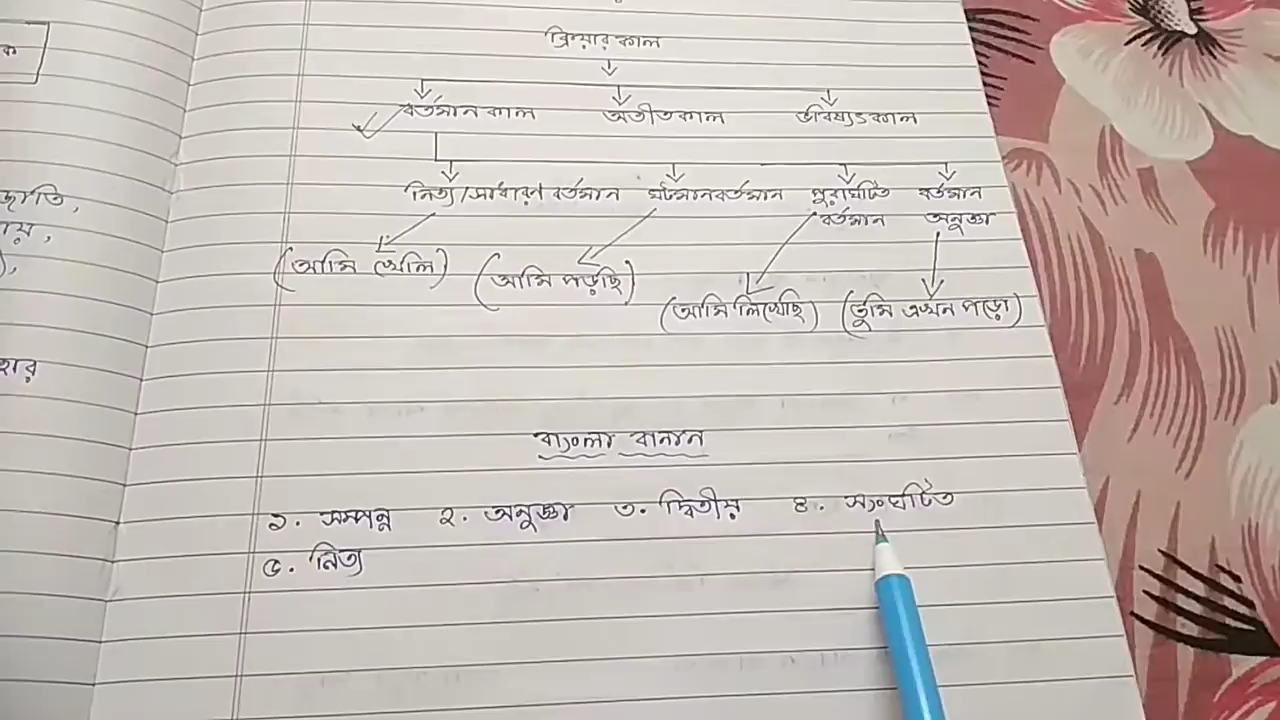 ক
জাতি,
হার
ক্রিয়ার কাল
বর্তমান কাল অতীতকাল ভবিষ্যৎকাল
নিত্য/সাধারণ বর্তমান ঘটমানবর্তমান পুরাঘটিত বর্তমান
বর্তমান অনুজ্ঞা
(আমি খেলি) (আমি পড়ছি)
(আমি লিখেছি) (তুমি এখন পড়ো)
বাংলা বানান
১. সম্পন্ন ২. অনুজ্ঞা ৩. দ্বিতীয় ৪. সংঘটিত
৫. নিত্য